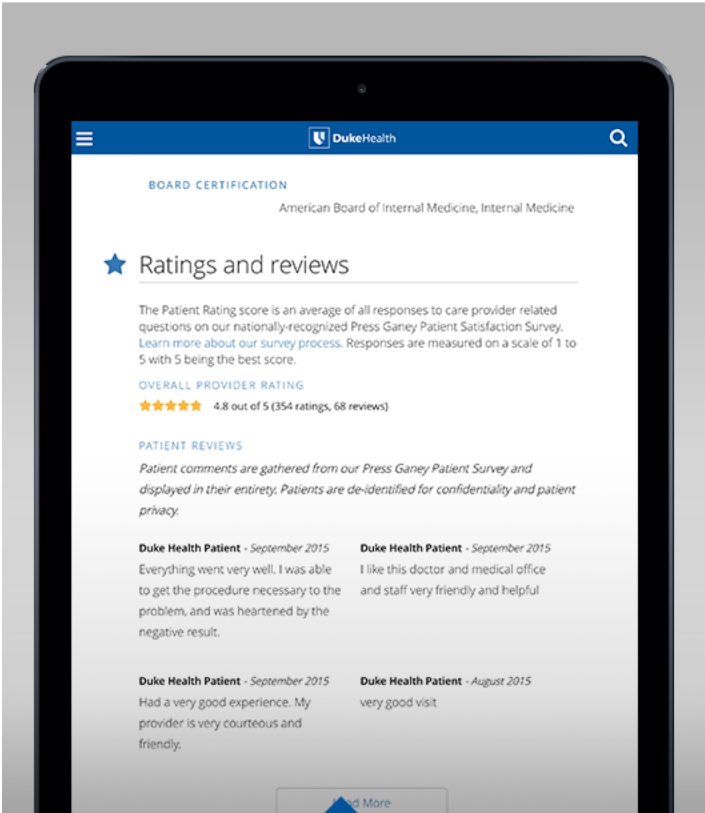 DukeHealth
BOARD CERTIFICATION
American Board of Internal Medicine, Internal Medicine
Ratings and reviews
The Patient Rating score is an average of all responses to care provider related
questions on our nationally-recognized Press Ganey Patient Satisfaction Survey.
Learn more about our survey process. Responses are measured on a scale of 1 to
5 with 5 being the best score.
OVERALL PROVIDER RATING
4.8 out of 5 (354 ratings, 68 reviews)
PATIENT REVIEWS
Patient comments are gathered from our Press Ganey Patient Survey and
displayed in their entirety. Patients are de-identified for confidentiality and patient
privacy.
Duke Health Patient - September 2015
Everything went very well. I was able
to get the procedure necessary to the
problem, and was heartened by the
negative result.
Duke Health Patient - September 2015
I like this doctor and medical office
and staff very friendly and helpful
Duke Health Patient - September 2015
Had a very good experience. My
provider is very courteous and
friendly.
Duke Health Patient - August 2015
very good visit
More